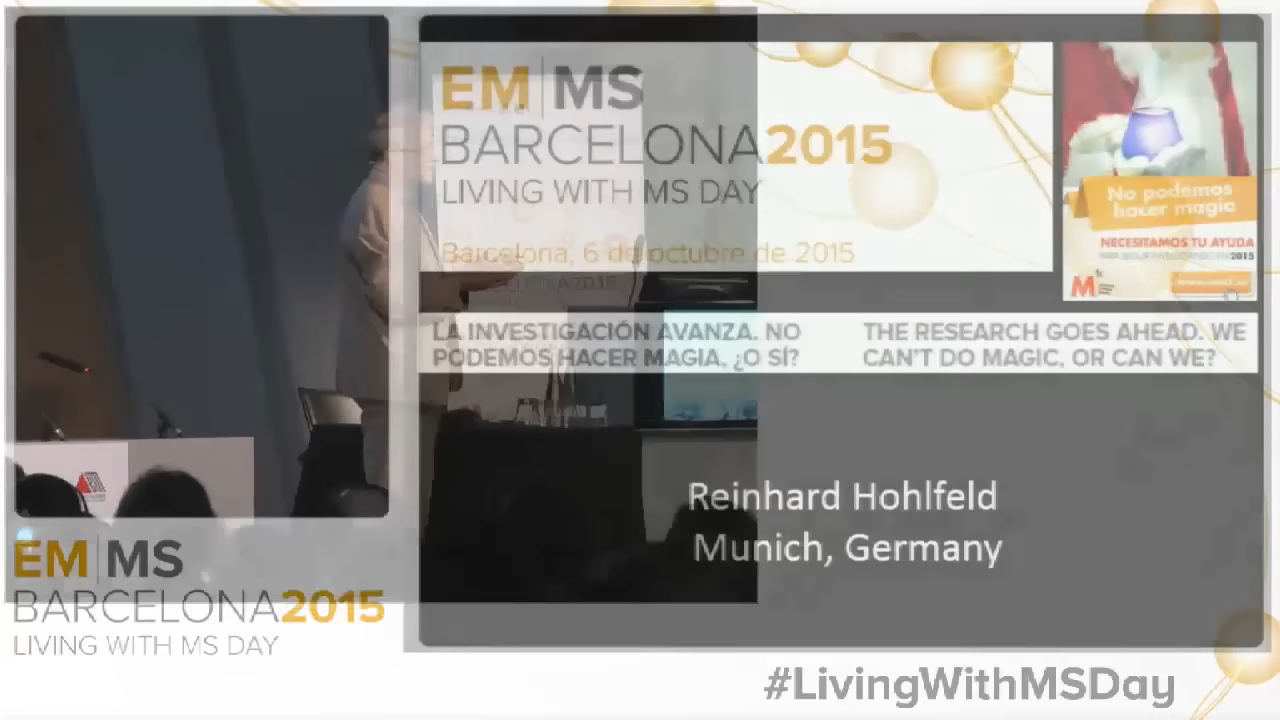 EM|MS
BARCELONA2015
LIVING WITH MS DAY
Barcelona, 6 de octubre de 2015
No podemos
hacer magia
NECESITAMOS TU AYUDA
2015
LA INVESTIGACIÓN AVANZA. NO
PODEMOS HACER MAGIA, ¿O SÍ?
THE RESEARCH GOES AHEAD. WE
CAN'T DO MAGIC, OR CAN WE?
Reinhard Hohlfeld
Munich, Germany
EM|MS
BARCELONA2015
LIVING WITH MS DAY
#LivingWithMSDay